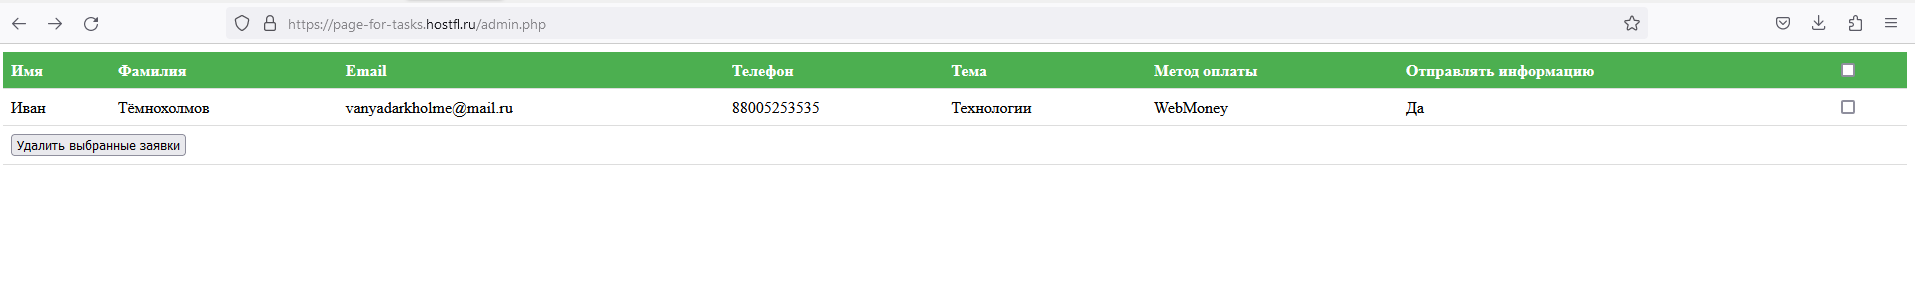 https://page-for-tasks.hostfl.ru/admin.php
Имя Фамилия Email Телефон Тема Метод оплаты Отправлять информацию
Иван Тёмнохолмов vanyadarkholme@mail.ru 88005253535 Технологии WebMoney Да
Удалить выбранные заявки